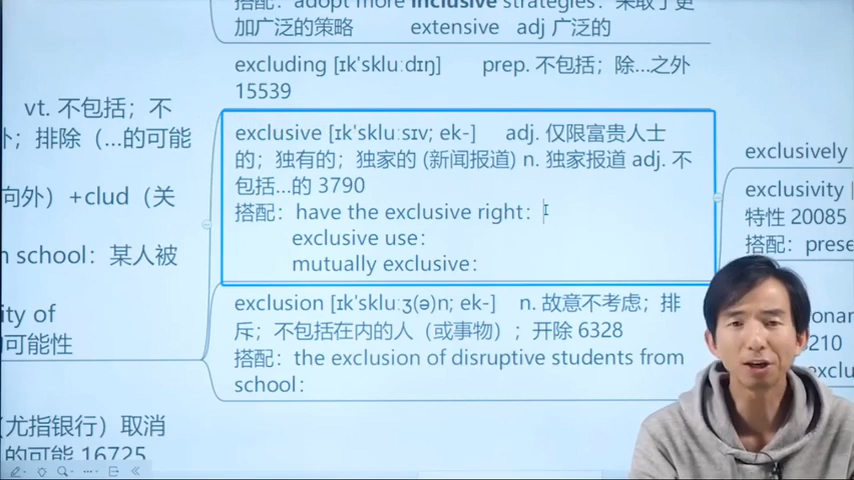 搭配：adopt more inclusive strategies：采取了更
加广泛的策略 extensive adj 广泛的
excluding [ɪk'skluːdɪŋ] prep. 不包括；除...之外
15539
vt. 不包括；不
外；排除（...的可能
向外）+clud（关
school：某人被
ity of
的可能性
（尤指银行）取消
的可能 16725
exclusive [ɪk'skluːsɪv; ek-] adj. 仅限富贵人士
的；独有的；独家的 (新闻报道) n. 独家报道 adj. 不
包括...的 3790
搭配：have the exclusive right：
exclusive use：
mutually exclusive：
exclusion [ɪk'skluːʒ(ə)n; ek-] n. 故意不考虑；排
斥；不包括在内的人（或事物）；开除 6328
搭配：the exclusion of disruptive students from
school：
exclusively
exclusivity
特性 20085
搭配：prese
onar
210
exclu